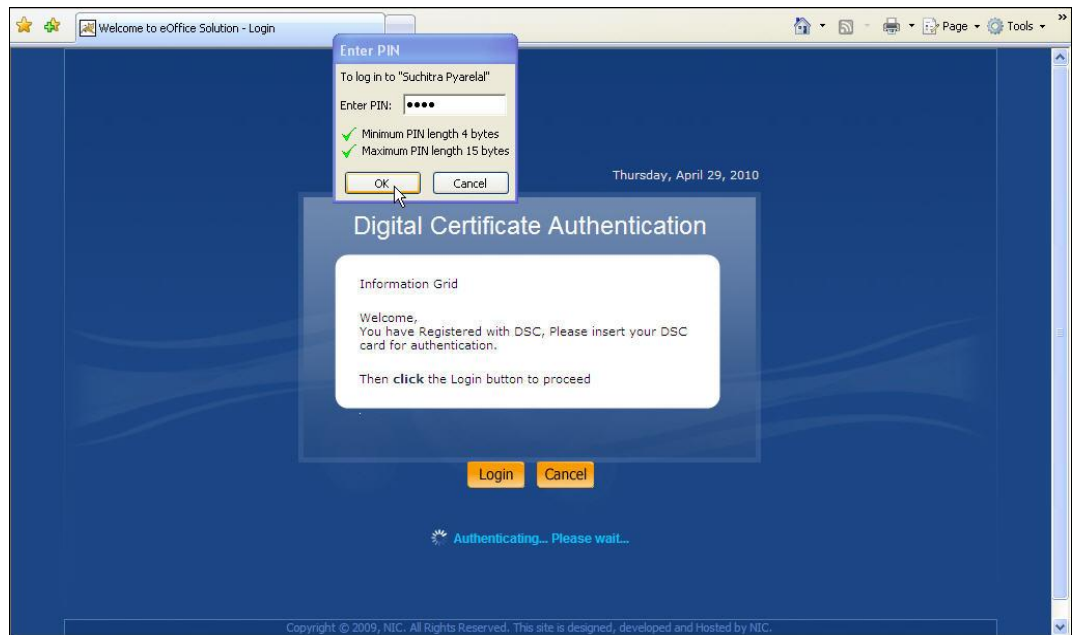 Welcome to eOffice Solution - Login
Page
Tools
»
Enter PIN
To log in to "Suchitra Pyarelal"
Enter PIN: ••••
Minimum PIN length 4 bytes
Maximum PIN length 15 bytes
OK Cancel
Thursday, April 29, 2010
Digital Certificate Authentication
Information Grid
Welcome,
You have Registered with DSC, Please insert your DSC
card for authentication.
Then click the Login button to proceed
.
Login Cancel
Authenticating... Please wait...
Copyright © 2009, NIC. All Rights Reserved. This site is designed, developed and Hosted by NIC.